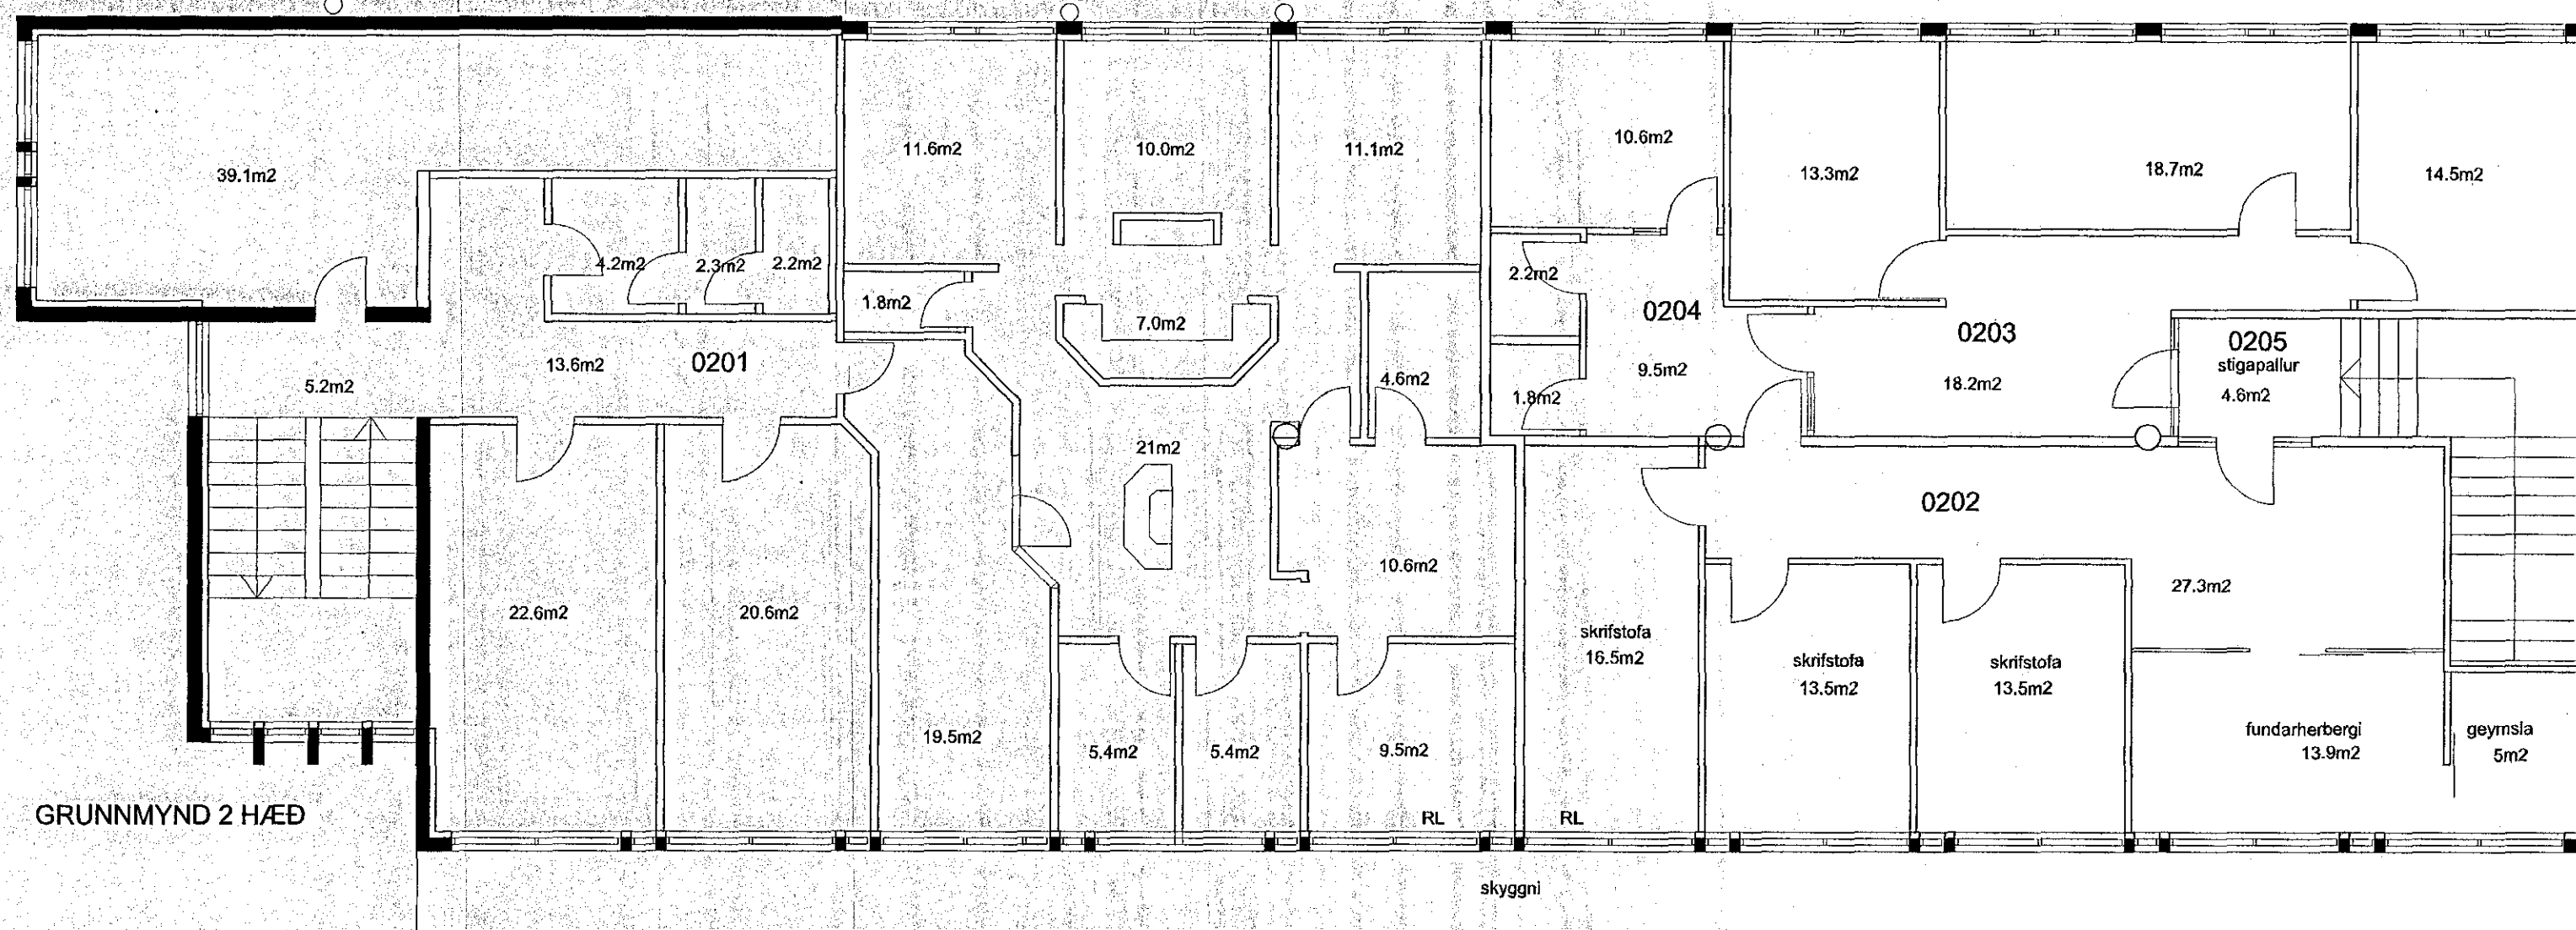 39.1m2
11.6m2
10.0m2
11.1m2
10.6m2
13.3m2
18.7m2
14.5m2
4.2m2
2.3m2
2.2m2
1.8m2
7.0m2
2.2m2
0204
0203
0205
stigapallur
4.6m2
5.2m2
13.6m2
0201
4.6m2
1.8m2
9.5m2
18.2m2
21m2
0202
10.6m2
27.3m2
22.6m2
20.6m2
19.5m2
5.4m2
5.4m2
9.5m2
skrifstofa
16.5m2
skrifstofa
13.5m2
skrifstofa
13.5m2
fundarherbergi
13.9m2
geymsla
5m2
GRUNNMYND 2 HÆÐ
RL
RL
skyggni